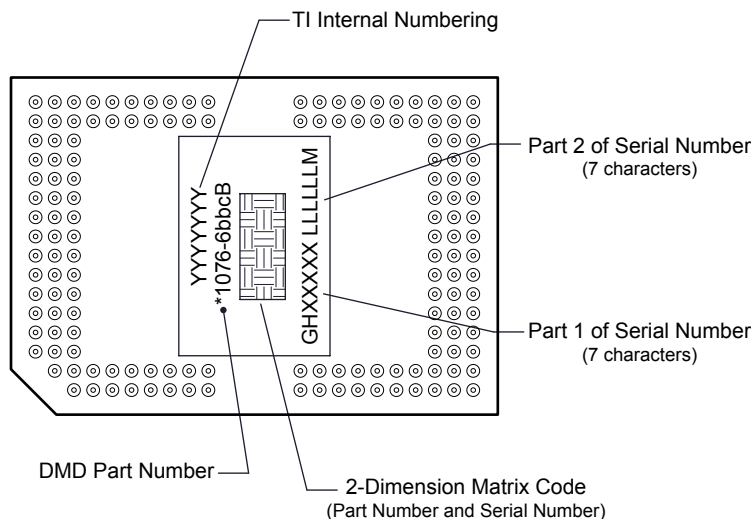 TI Internal Numbering
Part 2 of Serial Number
(7 characters)
YYYYYYY
*1076-6bbcB
GHXXXXX LLLLLLM
Part 1 of Serial Number
(7 characters)
DMD Part Number
2-Dimension Matrix Code
(Part Number and Serial Number)